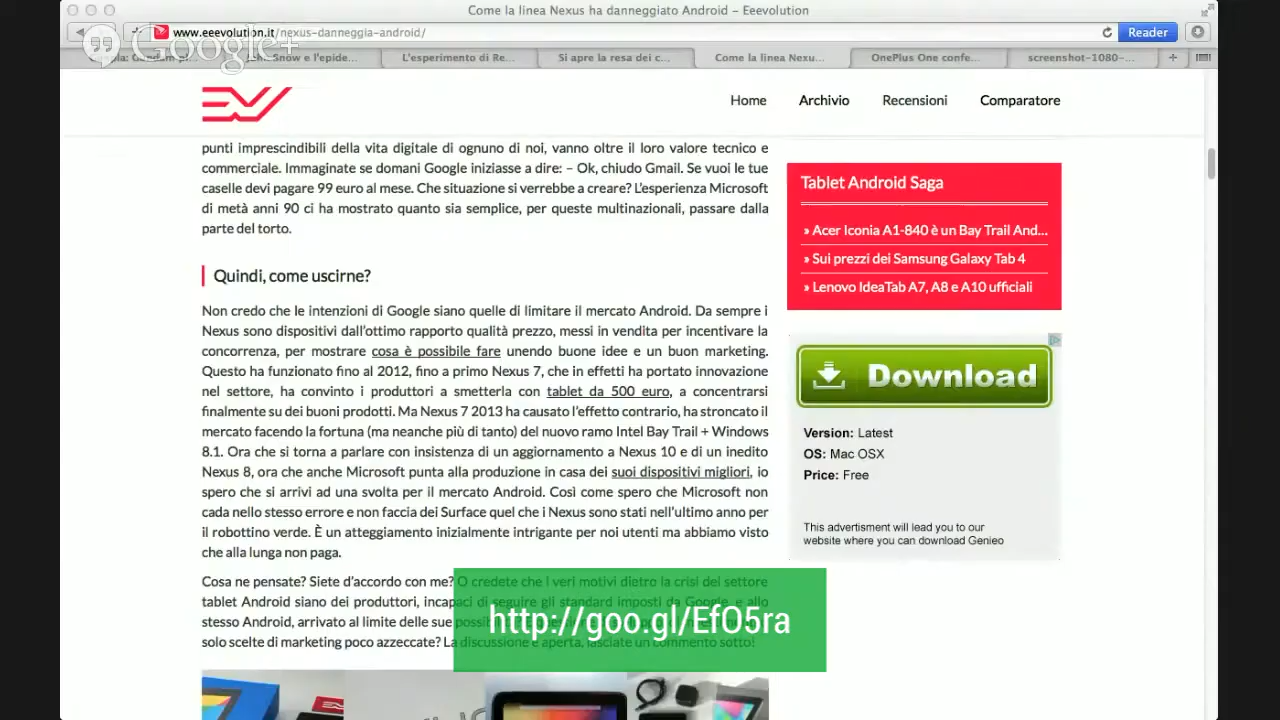 Come la linea Nexus ha danneggiato Android – Eeevolution
www.eeevolution.it/nexus-danneggia-android/
Reader
Google+
L'esperimento di Re...
Si apre la resa dei c...
Come la linea Nexu...
OnePlus One confe...
screenshot-1080-...
Home
Archivio
Recensioni
Comparatore
punti imprescindibili della vita digitale di ognuno di noi, vanno oltre il loro valore tecnico e
commerciale. Immaginate se domani Google iniziasse a dire: – Ok, chiudo Gmail. Se vuoi le tue
caselle devi pagare 99 euro al mese. Che situazione si verrebbe a creare? L'esperienza Microsoft
di metà anni 90 ci ha mostrato quanto sia semplice, per queste multinazionali, passare dalla
parte del torto.
Quindi, come uscirne?
Non credo che le intenzioni di Google siano quelle di limitare il mercato Android. Da sempre i
Nexus sono dispositivi dall'ottimo rapporto qualità prezzo, messi in vendita per incentivare la
concorrenza, per mostrare cosa è possibile fare unendo buone idee e un buon marketing.
Questo ha funzionato fino al 2012, fino a primo Nexus 7, che in effetti ha portato innovazione
nel settore, ha convinto i produttori a smetterla con tablet da 500 euro, a concentrarsi
finalmente su dei buoni prodotti. Ma Nexus 7 2013 ha causato l'effetto contrario, ha stroncato il
mercato facendo la fortuna (ma neanche più di tanto) del nuovo ramo Intel Bay Trail + Windows
8.1. Ora che si torna a parlare con insistenza di un aggiornamento a Nexus 10 e di un inedito
Nexus 8, ora che anche Microsoft punta alla produzione in casa dei suoi dispositivi migliori, io
spero che si arrivi ad una svolta per il mercato Android. Così come spero che Microsoft non
cada nello stesso errore e non faccia dei Surface quel che i Nexus sono stati nell'ultimo anno per
il robottino verde. È un atteggiamento inizialmente intrigante per noi utenti ma abbiamo visto
che alla lunga non paga.
Cosa ne pensate? Siete d'accordo con me? O credete che i veri motivi dietro la crisi del settore
tablet Android siano dei produttori, incapaci di seguire gli standard imposti da Google, e allo
stesso Android, arrivato al limite delle sue
solo scelte di marketing poco azzeccate? La discussione è aperta, lasciate un commento sotto!
http://goo.gl/EfO5ra
Tablet Android Saga
» Acer Iconia A1-840 è un Bay Trail And...
» Sui prezzi dei Samsung Galaxy Tab 4
» Lenovo IdeaTab A7, A8 e A10 ufficiali
Download
Version: Latest
OS: Mac OSX
Price: Free
This advertisment will lead you to our
website where you can download Genieo